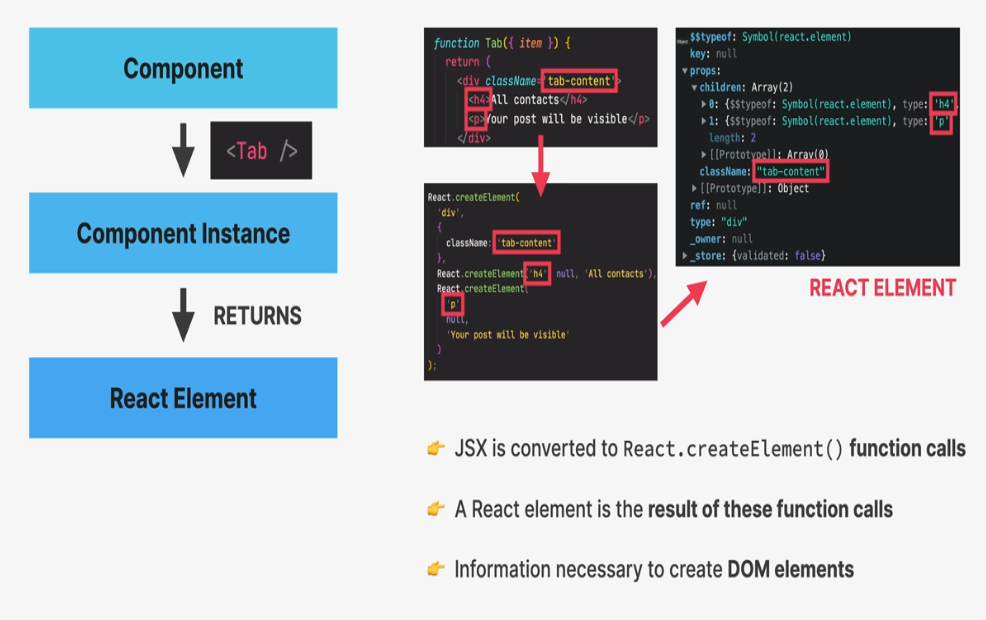 Component
<Tab />
Component Instance
RETURNS
React Element
function Tab({ item }) {
return (
<div className='tab-content'>
<h4>All contacts</h4>
<p>Your post will be visible</p>
</div>
React.createElement(
'div',
{
className: 'tab-content'
},
React.createElement('h4', null, 'All contacts'),
React.createElement(
'p'
null,
'Your post will be visible'
)
);
$$typeof: Symbol(react.element)
key: null
▼props:
▼children: Array(2)
▶0: {$$typeof: Symbol(react.element), type: 'h4',
▶1: {$$typeof: Symbol(react.element), type: 'p',
length: 2
▶[[Prototype]]: Array(0)
className: "tab-content"
▶[[Prototype]]: Object
ref: null
type: "div"
_owner: null
▶_store: {validated: false}
REACT ELEMENT
👉 JSX is converted to React.createElement() function calls
👉 A React element is the result of these function calls
👉 Information necessary to create DOM elements